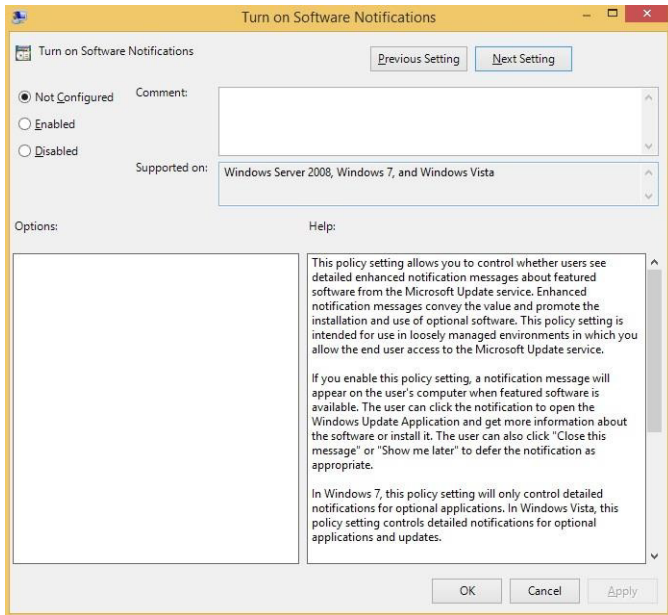 Turn on Software Notifications
Turn on Software Notifications
Previous Setting
Next Setting
Not Configured
Comment:
Enabled
Disabled
Supported on:
Windows Server 2008, Windows 7, and Windows Vista
Options:
Help:
This policy setting allows you to control whether users see
detailed enhanced notification messages about featured
software from the Microsoft Update service. Enhanced
notification messages convey the value and promote the
installation and use of optional software. This policy setting is
intended for use in loosely managed environments in which you
allow the end user access to the Microsoft Update service.
If you enable this policy setting, a notification message will
appear on the user's computer when featured software is
available. The user can click the notification to open the
Windows Update Application and get more information about
the software or install it. The user can also click "Close this
message" or "Show me later" to defer the notification as
appropriate.
In Windows 7, this policy setting will only control detailed
notifications for optional applications. In Windows Vista, this
policy setting controls detailed notifications for optional
applications and updates.
OK
Cancel
Apply